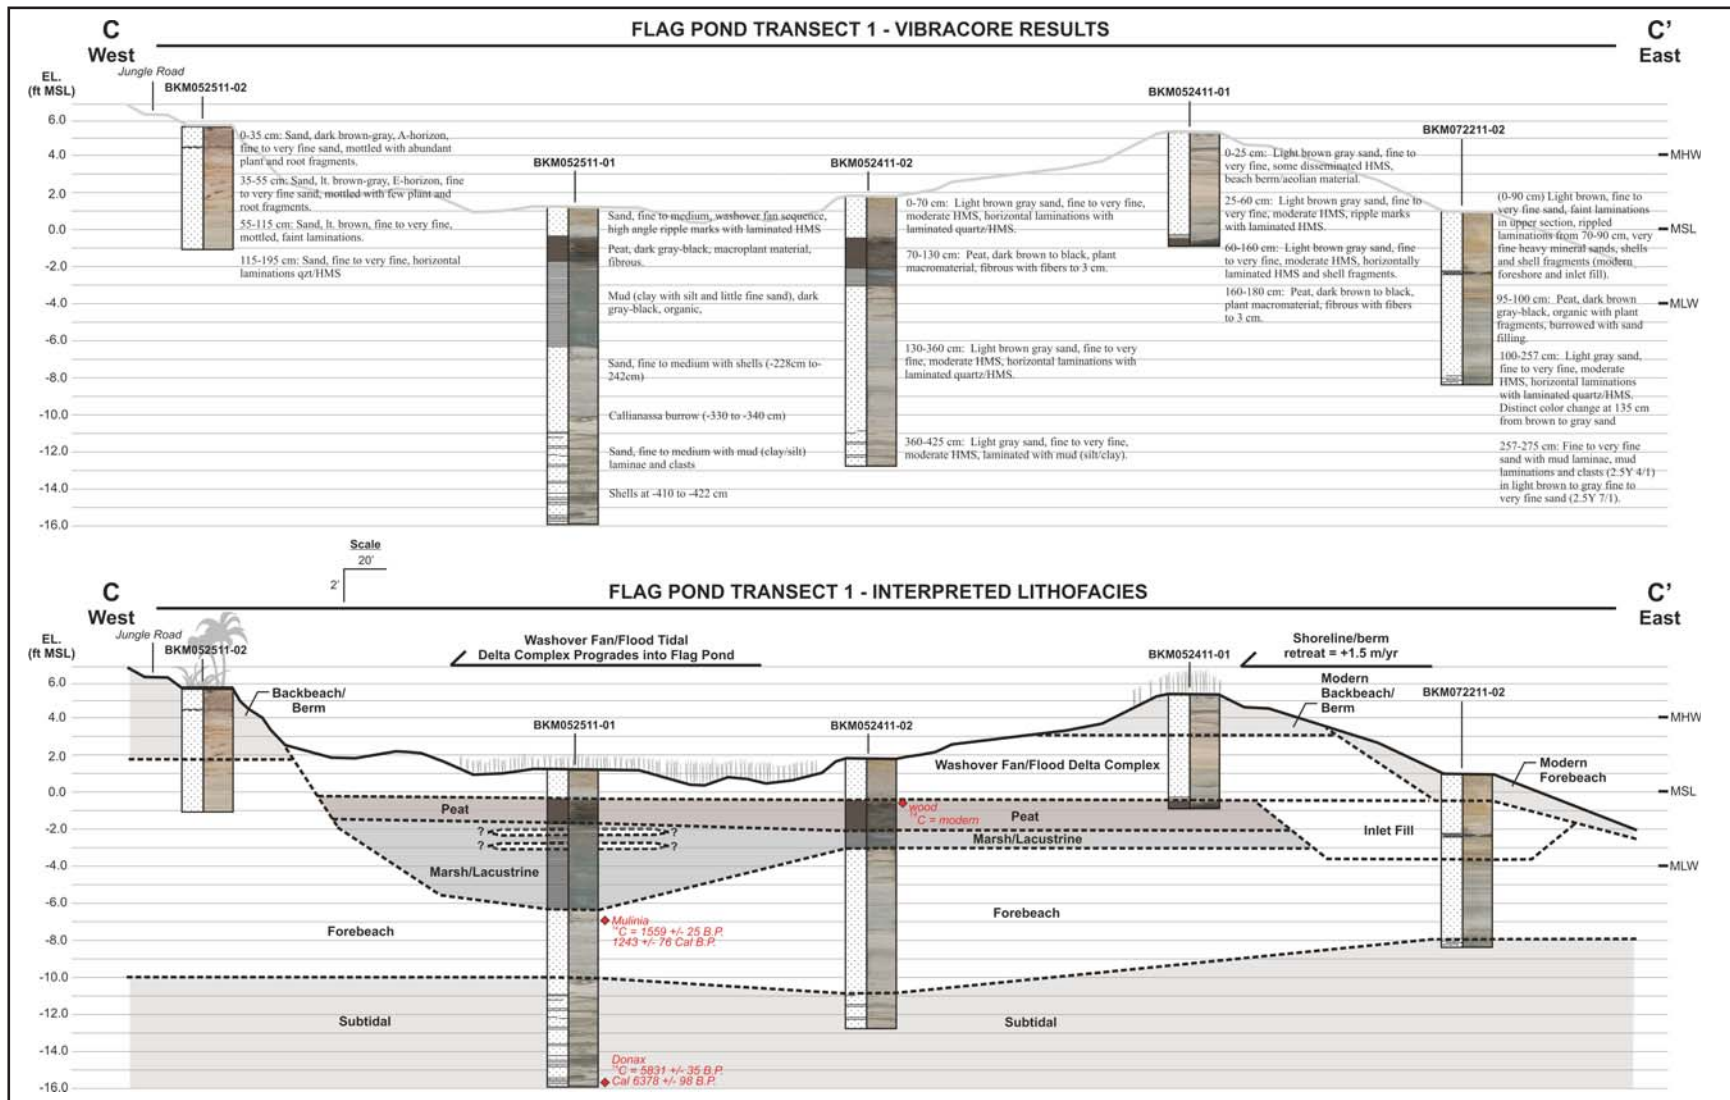 C
West
FLAG POND TRANSECT 1 - VIBRACORE RESULTS
C'
East
Jungle Road
EL.
(ft MSL)
BKM052511-02
BKM052411-01
BKM072211-02
BKM052511-01
BKM052411-02
6.0
4.0
2.0
0.0
-2.0
-4.0
-6.0
-8.0
-10.0
-12.0
-14.0
-16.0
MHW
MSL
MLW
0-35 cm: Sand, dark brown-gray, A-horizon,
fine to very fine sand, mottled with abundant
plant and root fragments.
35-55 cm: Sand, lt. brown-gray, E-horizon, fine
to very fine sand, mottled with few plant and
root fragments.
55-115 cm: Sand, lt. brown, fine to very fine,
mottled, faint laminations.
115-195 cm: Sand, fine to very fine, horizontal
laminations qzt/HMS
Sand, fine to medium, washover fan sequence,
high angle ripple marks with laminated HMS
Peat, dark gray-black, macroplant material,
fibrous.
Mud (clay with silt and little fine sand), dark
gray-black, organic,
Sand, fine to medium with shells (-228cm to-
242cm)
Callianassa burrow (-330 to -340 cm)
Sand, fine to medium with mud (clay/silt)
laminae and clasts
Shells at -410 to -422 cm
0-70 cm: Light brown gray sand, fine to very fine,
moderate HMS, horizontal laminations with
laminated quartz/HMS.
70-130 cm: Peat, dark brown to black, plant
macromaterial, fibrous with fibers to 3 cm.
130-360 cm: Light brown gray sand, fine to very
fine, moderate HMS, horizontal laminations with
laminated quartz/HMS.
360-425 cm: Light gray sand, fine to very fine,
moderate HMS, laminated with mud (silt/clay).
0-25 cm: Light brown gray sand, fine to
very fine, some disseminated HMS,
beach berm/aeolian material.
25-60 cm: Light brown gray sand, fine to
very fine, moderate HMS, ripple marks
with laminated HMS.
60-160 cm: Light brown gray sand, fine
to very fine, moderate HMS, horizontally
laminated HMS and shell fragments.
160-180 cm: Peat, dark brown to black,
plant macromaterial, fibrous with fibers
to 3 cm.
(0-90 cm) Light brown, fine to
very fine sand, faint laminations
in upper section, rippled
laminations from 70-90 cm, very
fine heavy mineral sands, shells
and shell fragments (modern
foreshore and inlet fill).
95-100 cm: Peat, dark brown
gray-black, organic with plant
fragments, burrowed with sand
filling.
100-257 cm: Light gray sand,
fine to very fine, moderate
HMS, horizontal laminations
with laminated quartz/HMS.
Distinct color change at 135 cm
from brown to gray sand
257-275 cm: Fine to very fine
sand with mud laminae, mud
laminations and clasts (2.5Y 4/1)
in light brown to gray fine to
very fine sand (2.5Y 7/1).
Scale
20'
2'
C
West
FLAG POND TRANSECT 1 - INTERPRETED LITHOFACIES
C'
East
Jungle Road
EL.
(ft MSL)
BKM052511-02
Washover Fan/Flood Tidal
Delta Complex Progrades into Flag Pond
BKM052411-01
Shoreline/berm
retreat = +1.5 m/yr
Modern
Backbeach/
Berm
BKM072211-02
Backbeach/
Berm
BKM052511-01
BKM052411-02
6.0
4.0
2.0
0.0
-2.0
-4.0
-6.0
-8.0
-10.0
-12.0
-14.0
-16.0
MHW
MSL
MLW
Washover Fan/Flood Delta Complex
Modern
Forebeach
Peat
wood
14C = modern
Peat
Inlet Fill
? ?
? ?
Marsh/Lacustrine
Marsh/Lacustrine
Mulinia
14C = 1559 +/- 25 B.P.
1243 +/- 76 Cal B.P.
Forebeach
Forebeach
Subtidal
Subtidal
Donax
14C = 5831 +/- 35 B.P.
Cal 6378 +/- 98 B.P.